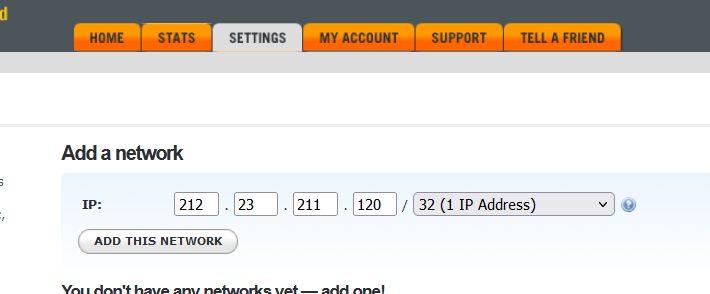 HOME STATS SETTINGS MY ACCOUNT SUPPORT TELL A FRIEND
Add a network
IP: 212 . 23 . 211 . 120 / 32 (1 IP Address) ?
ADD THIS NETWORK
You don't have any networks yet — add one!